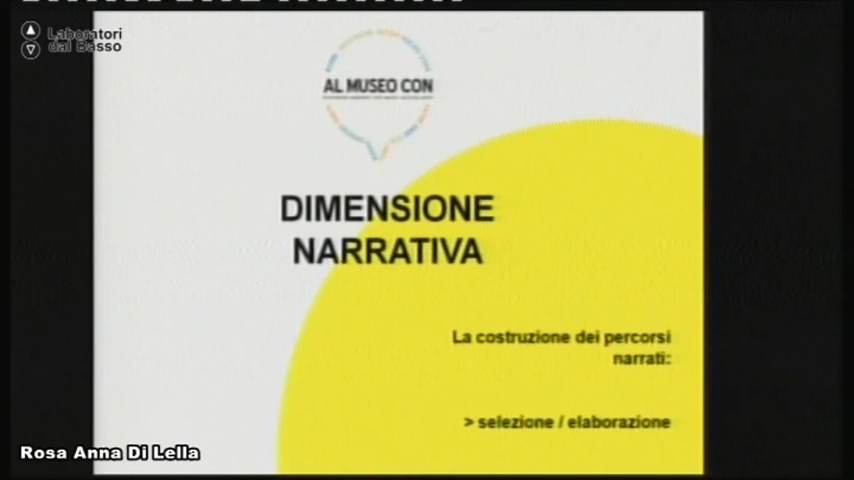 Laboratori
dal Basso
AL MUSEO CON
DIMENSIONE
NARRATIVA
La costruzione dei percorsi
narrati:
> selezione / elaborazione
Rosa Anna Di Lella